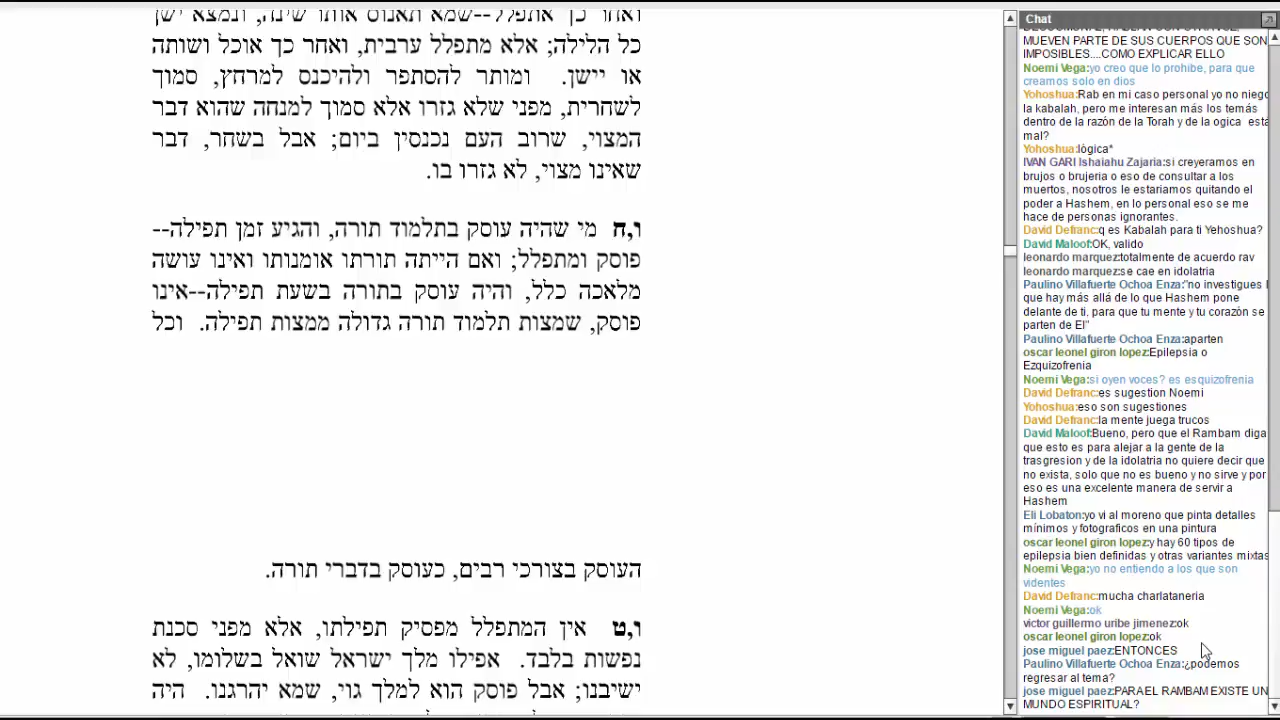 ואחר כך אתפלל--שמא תאנוס אותו שינה, ונמצא ישן
כל הלילה; אלא מתפלל ערבית, ואחר כך אוכל ושותה
או יישן.  ומותר להסתפר ולהיכנס למרחץ, סמוך
לשחרית, מפני שלא גזרו אלא סמוך למנחה שהוא דבר
המצוי, שרוב העם נכנסין ביום; אבל בשחר, דבר
שאינו מצוי, לא גזרו בו.
ו,ח  מי שהיה עוסק בתלמוד תורה, והגיע זמן תפילה--
פוסק ומתפלל; ואם הייתה תורתו אומנותו ואינו עושה
מלאכה כלל, והיה עוסק בתורה בשעת תפילה--אינו
פוסק, שמצות תלמוד תורה גדולה ממצות תפילה.  וכל
העוסק בצורכי רבים, כעוסק בדברי תורה.
ו,ט  אין המתפלל מפסיק תפילתו, אלא מפני סכנת
נפשות בלבד.  אפילו מלך ישראל שואל בשלומו, לא
ישיבנו; אבל פוסק הוא למלך גוי, שמא יהרגנו.  היה
Chat
MUEVEN PARTE DE SUS CUERPOS QUE SON
IMPOSIBLES....COMO EXPLICAR ELLO
Noemi Vega:yo creo que lo prohibe, para que
creamos solo en dios
Yohoshua:Rab en mi caso personal yo no niego
la kabalah, pero me interesan más los temás
dentro de la razón de la Torah y de la ogica está
mal?
Yohoshua:lógica*
IVAN GARI Ishaiahu Zajaria:si creyeramos en
brujos o brujeria o eso de consultar a los
muertos, nosotros le estariamos quitando el
poder a Hashem, en lo personal eso se me
hace de personas ignorantes.
David Defranc:q es Kabalah para ti Yehoshua?
David Maloof:OK, valido
leonardo marquez:totalmente de acuerdo rav
leonardo marquez:se cae en idolatria
Paulino Villafuerte Ochoa Enza:"no investigues l
que hay más allá de lo que Hashem pone
delante de ti, para que tu mente y tu corazón se
parten de El"
Paulino Villafuerte Ochoa Enza:aparten
oscar leonel giron lopez:Epilepsia o
Ezquizofrenia
Noemi Vega:si oyen voces? es esquizofrenia
David Defranc:es sugestion Noemi
Yohoshua:eso son sugestiones
David Defranc:la mente juega trucos
David Maloof:Bueno, pero que el Rambam diga
que esto es para alejar a la gente de la
trasgresion y de la idolatria no quiere decir que
no exista, solo que no es bueno y no sirve y por
eso es una excelente manera de servir a
Hashem
Eli Lobaton:yo vi al moreno que pinta detalles
mínimos y fotograficos en una pintura
oscar leonel giron lopez:y hay 60 tipos de
epilepsia bien definidas y otras variantes mixtas
Noemi Vega:yo no entiendo a los que son
videntes
David Defranc:mucha charlataneria
Noemi Vega:ok
victor guillermo uribe jimenez:ok
oscar leonel giron lopez:ok
jose miguel paez:ENTONCES
Paulino Villafuerte Ochoa Enza:¿podemos
regresar al tema?
jose miguel paez:PARA EL RAMBAM EXISTE UN
MUNDO ESPIRITUAL?